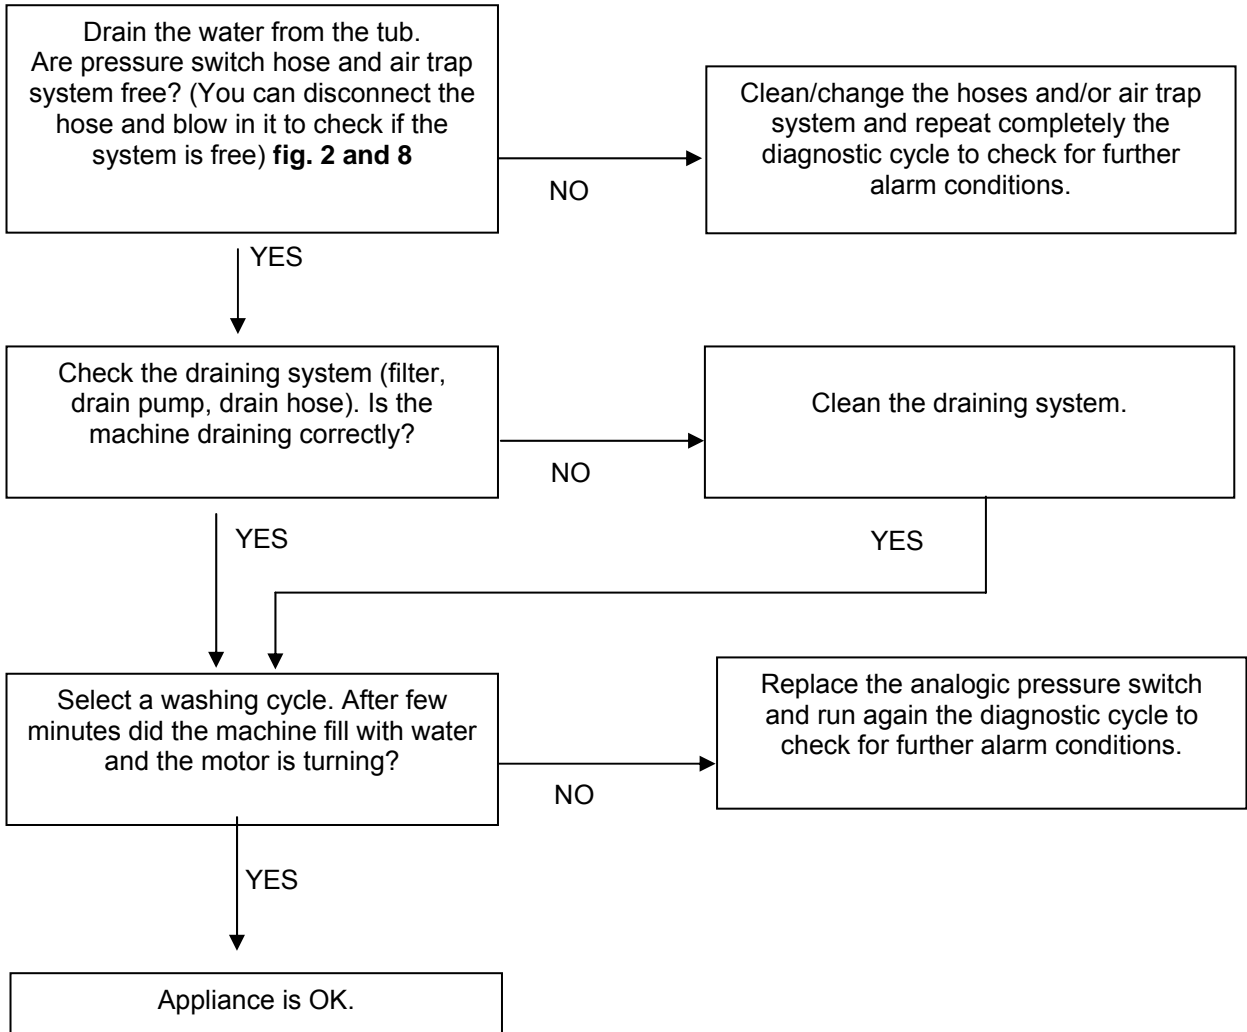 Drain the water from the tub.
Are pressure switch hose and air trap
system free? (You can disconnect the
hose and blow in it to check if the
system is free) fig. 2 and 8
NO
Clean/change the hoses and/or air trap
system and repeat completely the
diagnostic cycle to check for further
alarm conditions.
YES
Check the draining system (filter,
drain pump, drain hose). Is the
machine draining correctly?
NO
Clean the draining system.
YES
YES
Select a washing cycle. After few
minutes did the machine fill with water
and the motor is turning?
NO
Replace the analogic pressure switch
and run again the diagnostic cycle to
check for further alarm conditions.
YES
Appliance is OK.